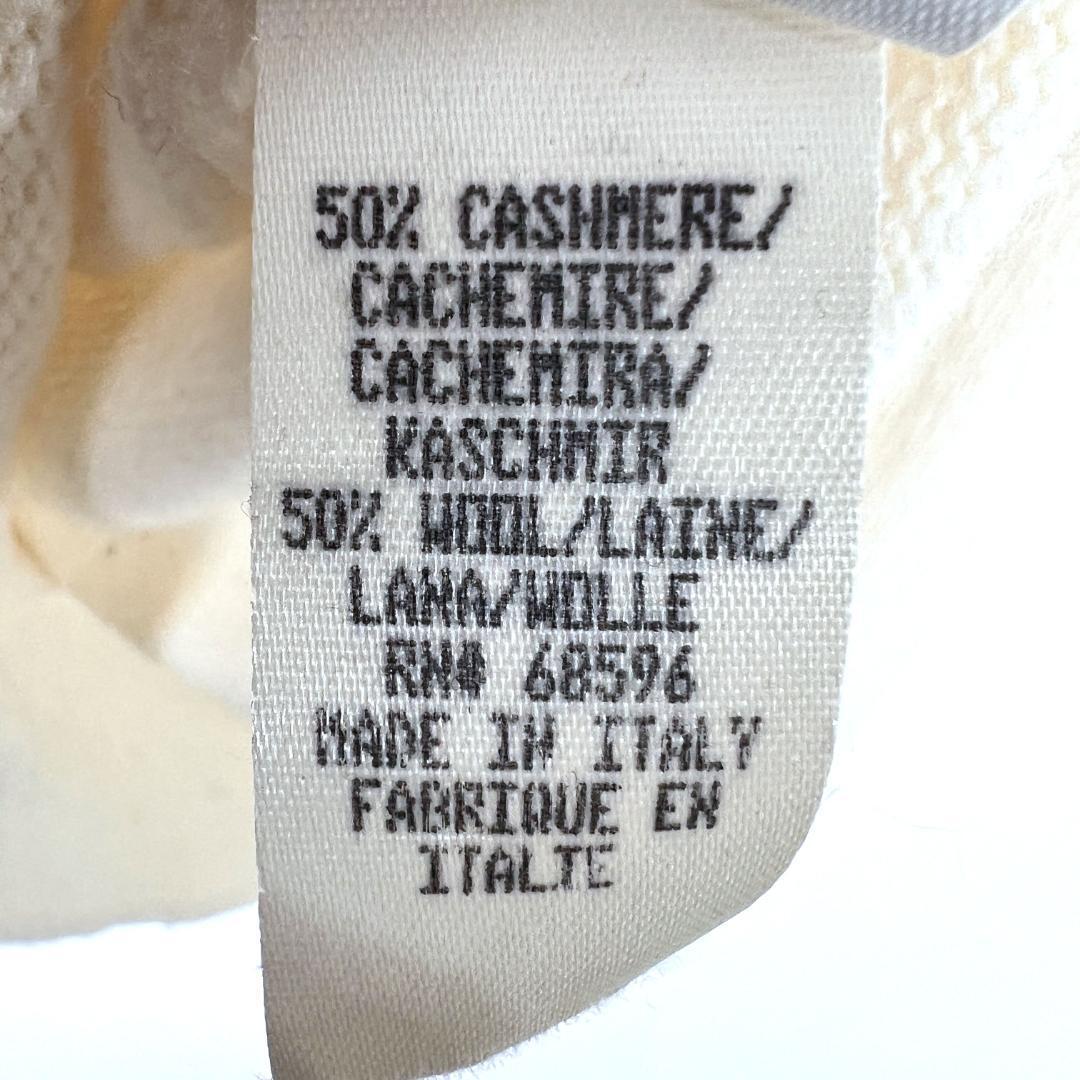 50% CASHMERE/
CACHEMIRE/
CACHEMIRA/
KASCHMIR
50% WOOL/LAINE/
LANA/WOLLE
RN# 68596
MADE IN ITALY
FABRIQUE EN
ITALIE